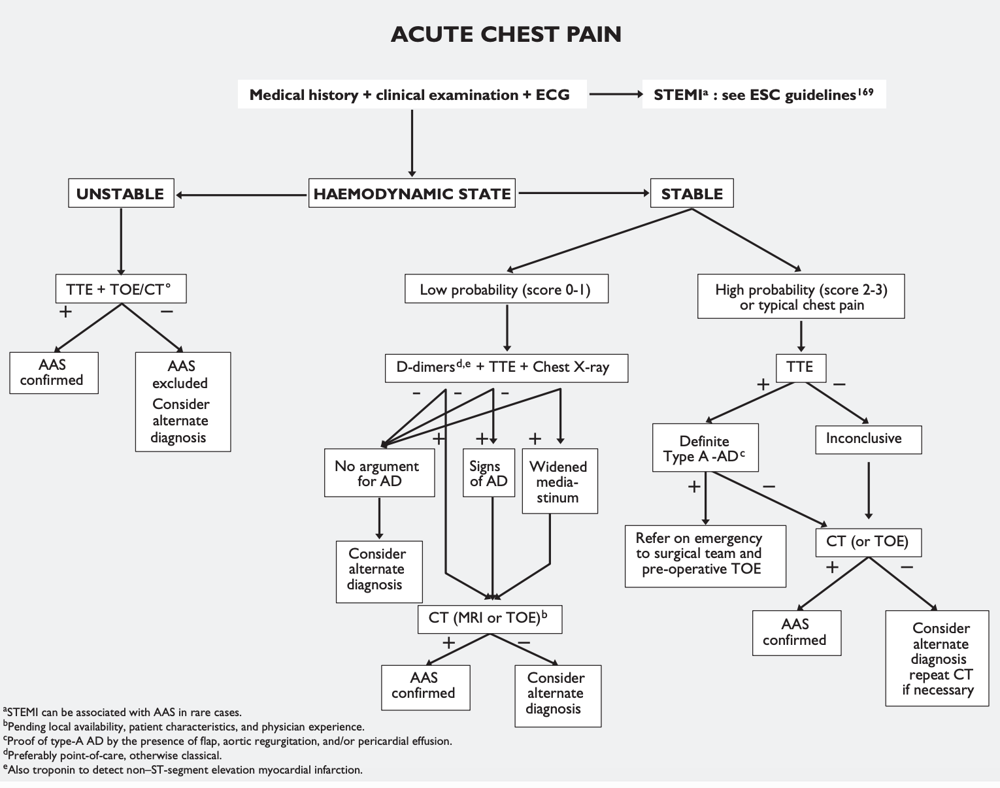 ACUTE CHEST PAIN
Medical history + clinical examination + ECG
STEMIᵃ : see ESC guidelines¹⁶⁹
UNSTABLE
HAEMODYNAMIC STATE
STABLE
TTE + TOE/CT°
Low probability (score 0-1)
High probability (score 2-3)
or typical chest pain
+
–
AAS
confirmed
AAS
excluded
Consider
alternate
diagnosis
D-dimersᵈ,ᵉ + TTE + Chest X-ray
-
-
-
+
+
+
No argument
for AD
Signs
of AD
Widened
media-
stinum
Consider
alternate
diagnosis
CT (MRI or TOE)ᵇ
+
–
AAS
confirmed
Consider
alternate
diagnosis
TTE
+
–
Definite
Type A -ADᶜ
Inconclusive
+
–
Refer on emergency
to surgical team and
pre-operative TOE
CT (or TOE)
+
–
AAS
confirmed
Consider
alternate
diagnosis
repeat CT
if necessary
ᵃSTEMI can be associated with AAS in rare cases.
ᵇPending local availability, patient characteristics, and physician experience.
ᶜProof of type-A AD by the presence of flap, aortic regurgitation, and/or pericardial effusion.
ᵈPreferably point-of-care, otherwise classical.
ᵉAlso troponin to detect non–ST-segment elevation myocardial infarction.